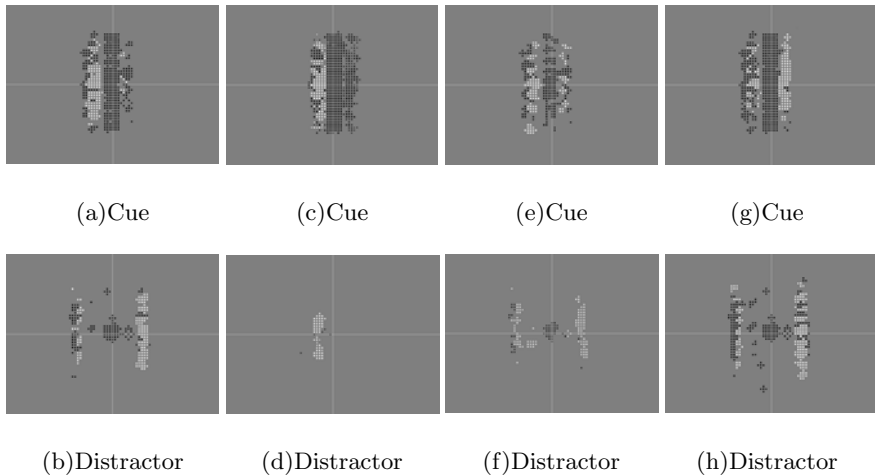 (a)Cue (c)Cue (e)Cue (g)Cue
(b)Distractor (d)Distractor (f)Distractor (h)Distractor